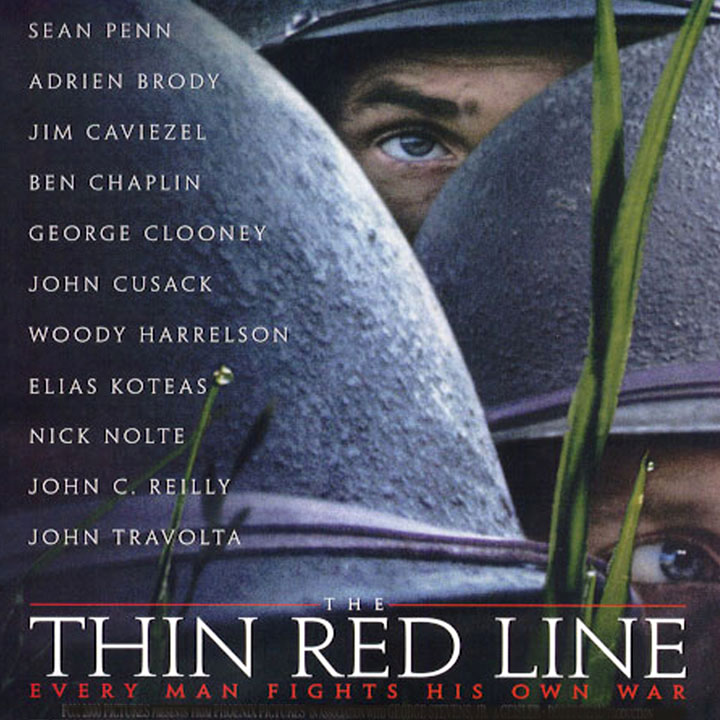 SEAN PENN
ADRIEN BRODY
JIM CAVIEZEL
BEN CHAPLIN
GEORGE CLOONEY
JOHN CUSACK
WOODY HARRELSON
ELIAS KOTEAS
NICK NOLTE
JOHN C. REILLY
JOHN TRAVOLTA
THE
THIN RED LINE
EVERY MAN FIGHTS HIS OWN WAR